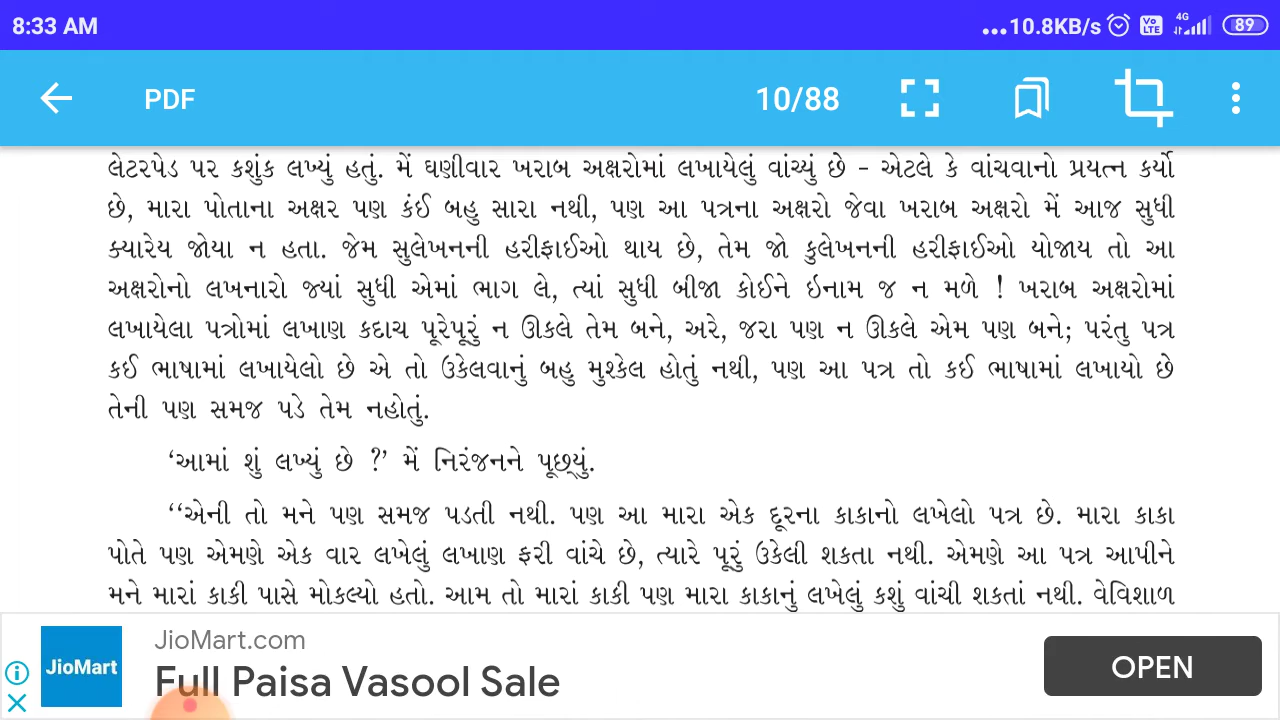 8:33 AM
...10.8KB/s Vo LTE 4G 89
PDF 10/88
લેટરપેડ પર કશુંક લખ્યું હતું. મેં ઘણીવાર ખરાબ અક્ષરોમાં લખાયેલું વાંચ્યું છે - એટલે કે વાંચવાનો પ્રયત્ન કર્યો
છે, મારા પોતાના અક્ષર પણ કંઈ બહુ સારા નથી, પણ આ પત્રના અક્ષરો જેવા ખરાબ અક્ષરો મેં આજ સુધી
ક્યારેય જોયા ન હતા. જેમ સુલેખનની હરીફાઈઓ થાય છે, તેમ જો કુલેખનની હરીફાઈઓ યોજાય તો આ
અક્ષરોનો લખનારો જ્યાં સુધી એમાં ભાગ લે, ત્યાં સુધી બીજા કોઈને ઇનામ જ ન મળે ! ખરાબ અક્ષરોમાં
લખાયેલા પત્રોમાં લખાણ કદાચ પૂરેપૂરું ન ઊકલે તેમ બને, અરે, જરા પણ ન ઊકલે એમ પણ બને; પરંતુ પત્ર
કઈ ભાષામાં લખાયેલો છે એ તો ઉકેલવાનું બહુ મુશ્કેલ હોતું નથી, પણ આ પત્ર તો કઈ ભાષામાં લખાયો છે
તેની પણ સમજ પડે તેમ નહોતું.
‘આમાં શું લખ્યું છે ?’ મેં નિરંજનને પૂછ્યું.
‘‘એની તો મને પણ સમજ પડતી નથી. પણ આ મારા એક દૂરના કાકાનો લખેલો પત્ર છે. મારા કાકા
પોતે પણ એમણે એક વાર લખેલું લખાણ ફરી વાંચે છે, ત્યારે પૂરું ઉકેલી શકતા નથી. એમણે આ પત્ર આપીને
મને મારાં કાકી પાસે મોકલ્યો હતો. આમ તો મારાં કાકી પણ મારા કાકાનું લખેલું કશું વાંચી શકતાં નથી. વેવિશાળ
JioMart
JioMart.com
Full Paisa Vasool Sale
OPEN